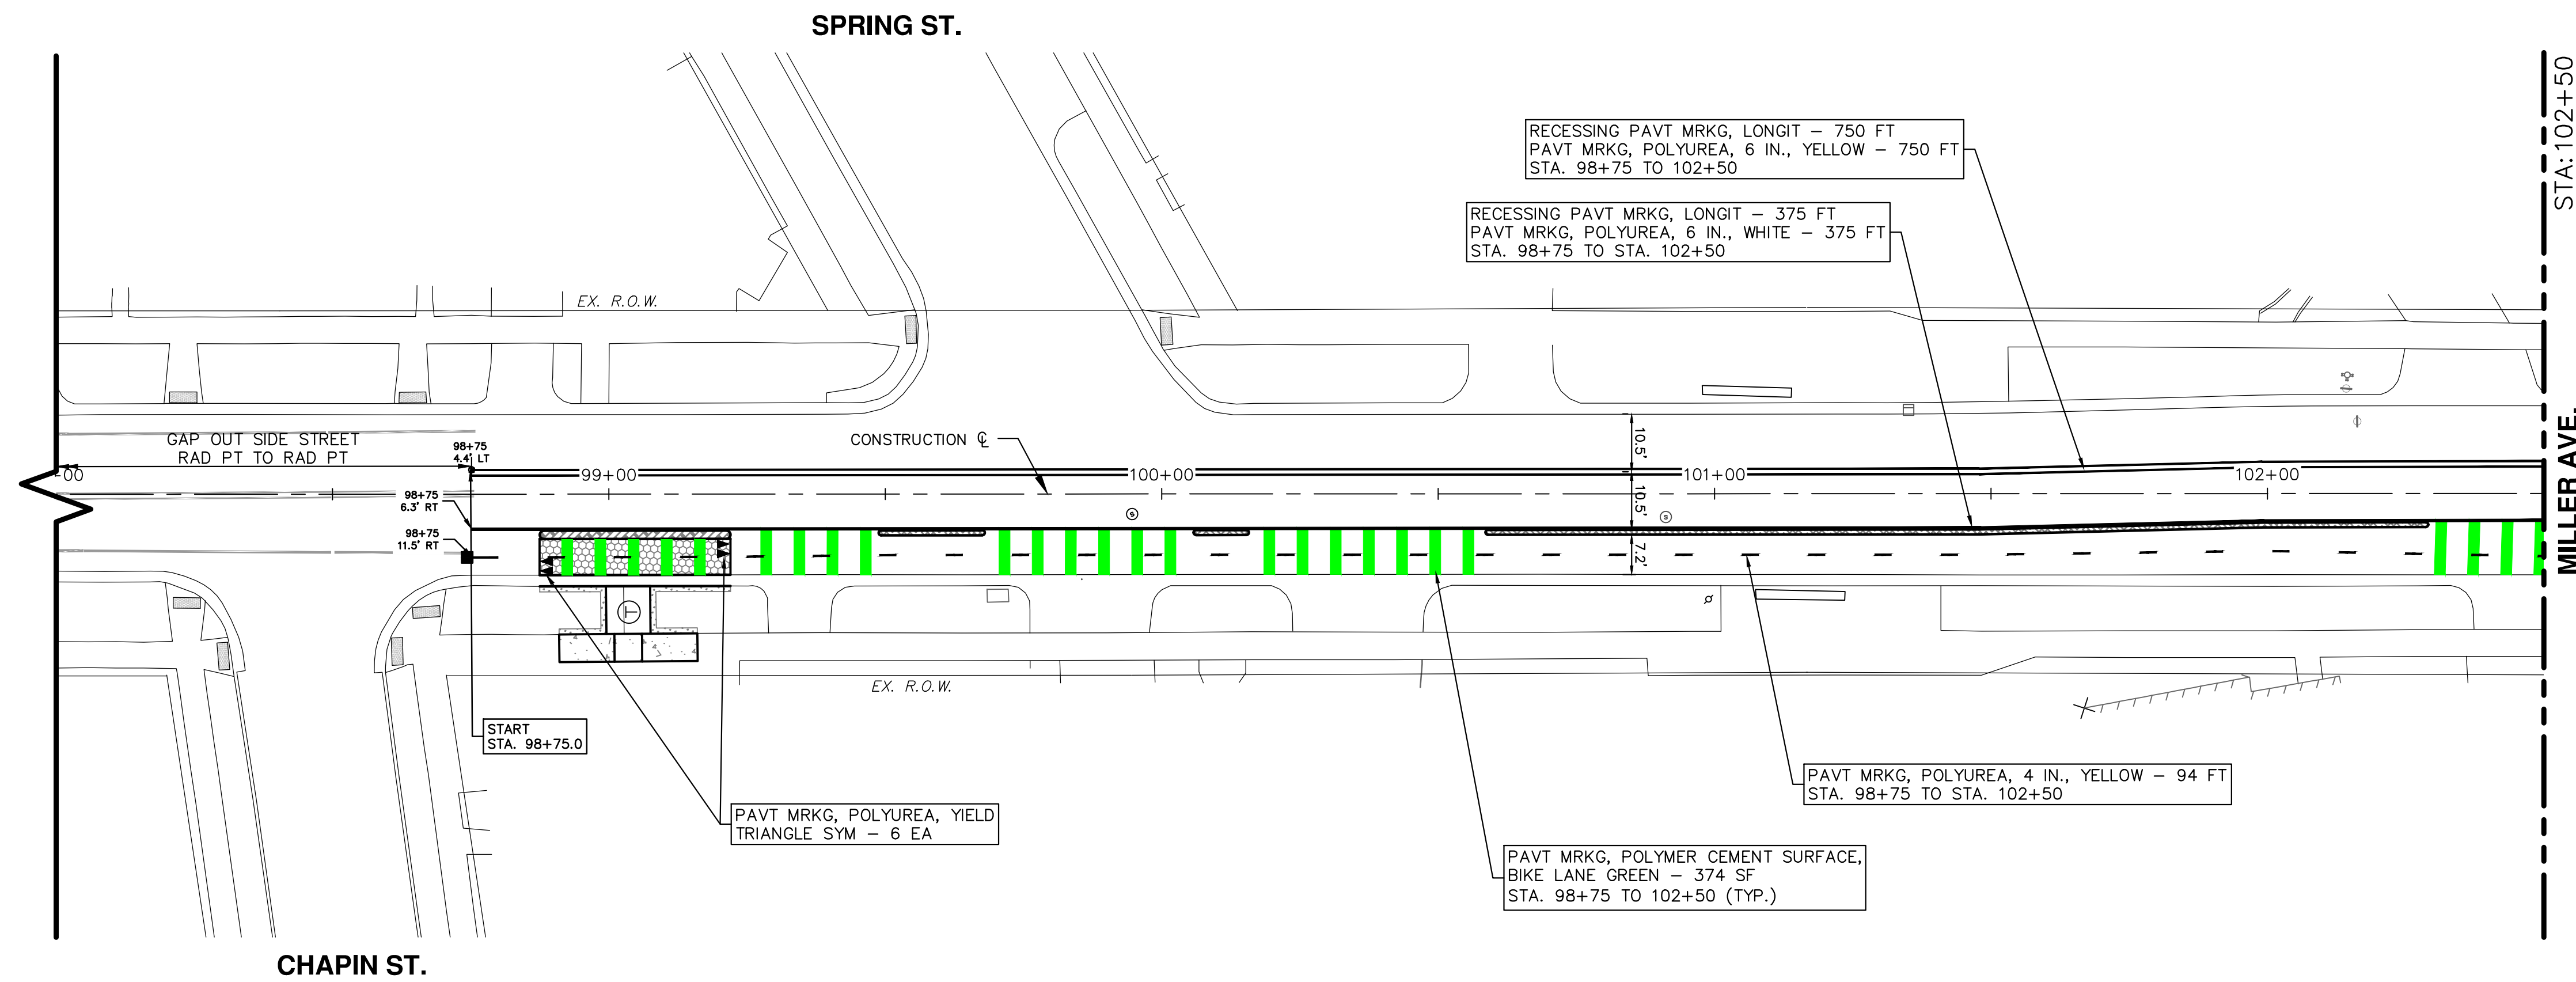 SPRING ST.
STA: 102+50
RECESSING PAVT MRKG, LONGIT – 750 FT
PAVT MRKG, POLYUREA, 6 IN., YELLOW – 750 FT
STA. 98+75 TO 102+50
RECESSING PAVT MRKG, LONGIT – 375 FT
PAVT MRKG, POLYUREA, 6 IN., WHITE – 375 FT
STA. 98+75 TO STA. 102+50
EX. R.O.W.
GAP OUT SIDE STREET
RAD PT TO RAD PT
98+75
4.4' LT
CONSTRUCTION ℄
10.5'
-00
99+00
100+00
101+00
102+00
98+75
6.3' RT
10.5'
S
S
98+75
11.5' RT
7.2'
MILLER AVE.
T
EX. R.O.W.
START
STA. 98+75.0
PAVT MRKG, POLYUREA, YIELD
TRIANGLE SYM – 6 EA
PAVT MRKG, POLYUREA, 4 IN., YELLOW – 94 FT
STA. 98+75 TO STA. 102+50
PAVT MRKG, POLYMER CEMENT SURFACE,
BIKE LANE GREEN – 374 SF
STA. 98+75 TO 102+50 (TYP.)
CHAPIN ST.